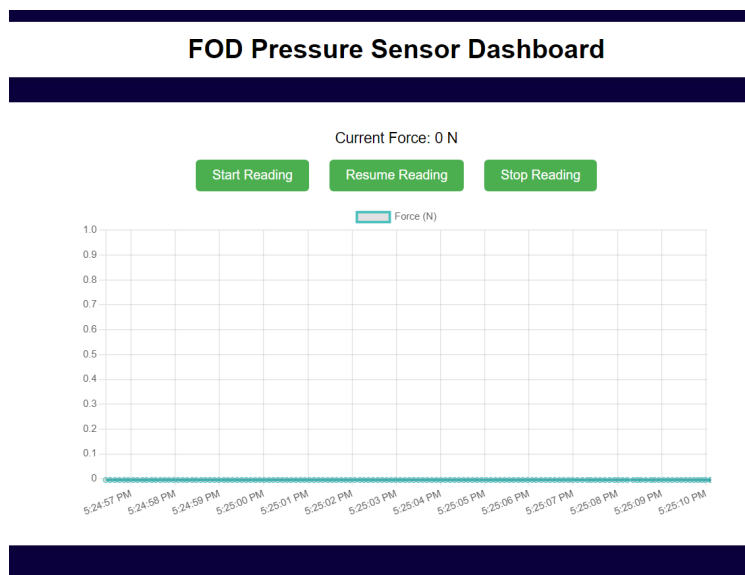 FOD Pressure Sensor Dashboard
Current Force: 0 N
Start Reading Resume Reading Stop Reading
Force (N)
1.0
0.9
0.8
0.7
0.6
0.5
0.4
0.3
0.2
0.1
0
5:24:57 PM 5:24:58 PM 5:24:59 PM 5:25:00 PM 5:25:01 PM 5:25:02 PM 5:25:03 PM 5:25:04 PM 5:25:05 PM 5:25:06 PM 5:25:07 PM 5:25:08 PM 5:25:09 PM 5:25:10 PM